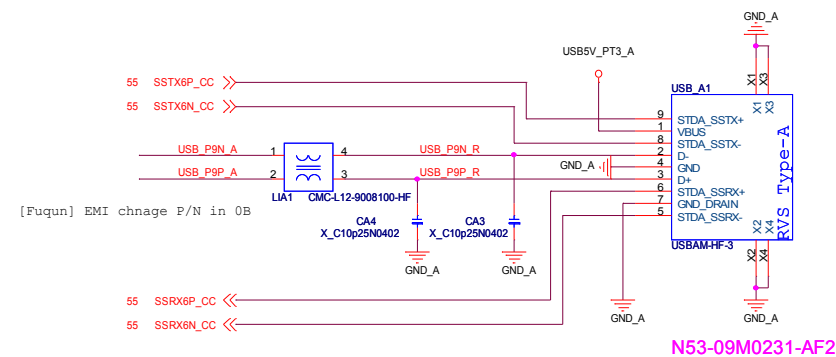 GND_A
USB5V_PT3_A
X1
X3
55 SSTX6P_CC
USB_A1
55 SSTX6N_CC
X1
X3
9 STDA_SSTX+
1 VBUS
8 STDA_SSTX-
USB_P9N_A 1 4 USB_P9N_R
2 D-
GND_A
4 GND
USB_P9P_A 2 3 USB_P9P_R
3 D+
6 STDA_SSRX+
LIA1 CMC-L12-9008100-HF
7 GND_DRAIN
[Fuqun] EMI chnage P/N in 0B
5 STDA_SSRX-
RVS Type-A
CA4
X_C10p25N0402
CA3
X_C10p25N0402
X2
X4
USBAM-HF-3
X2
X4
GND_A
GND_A
55 SSRX6P_CC
GND_A
GND_A
55 SSRX6N_CC
N53-09M0231-AF2